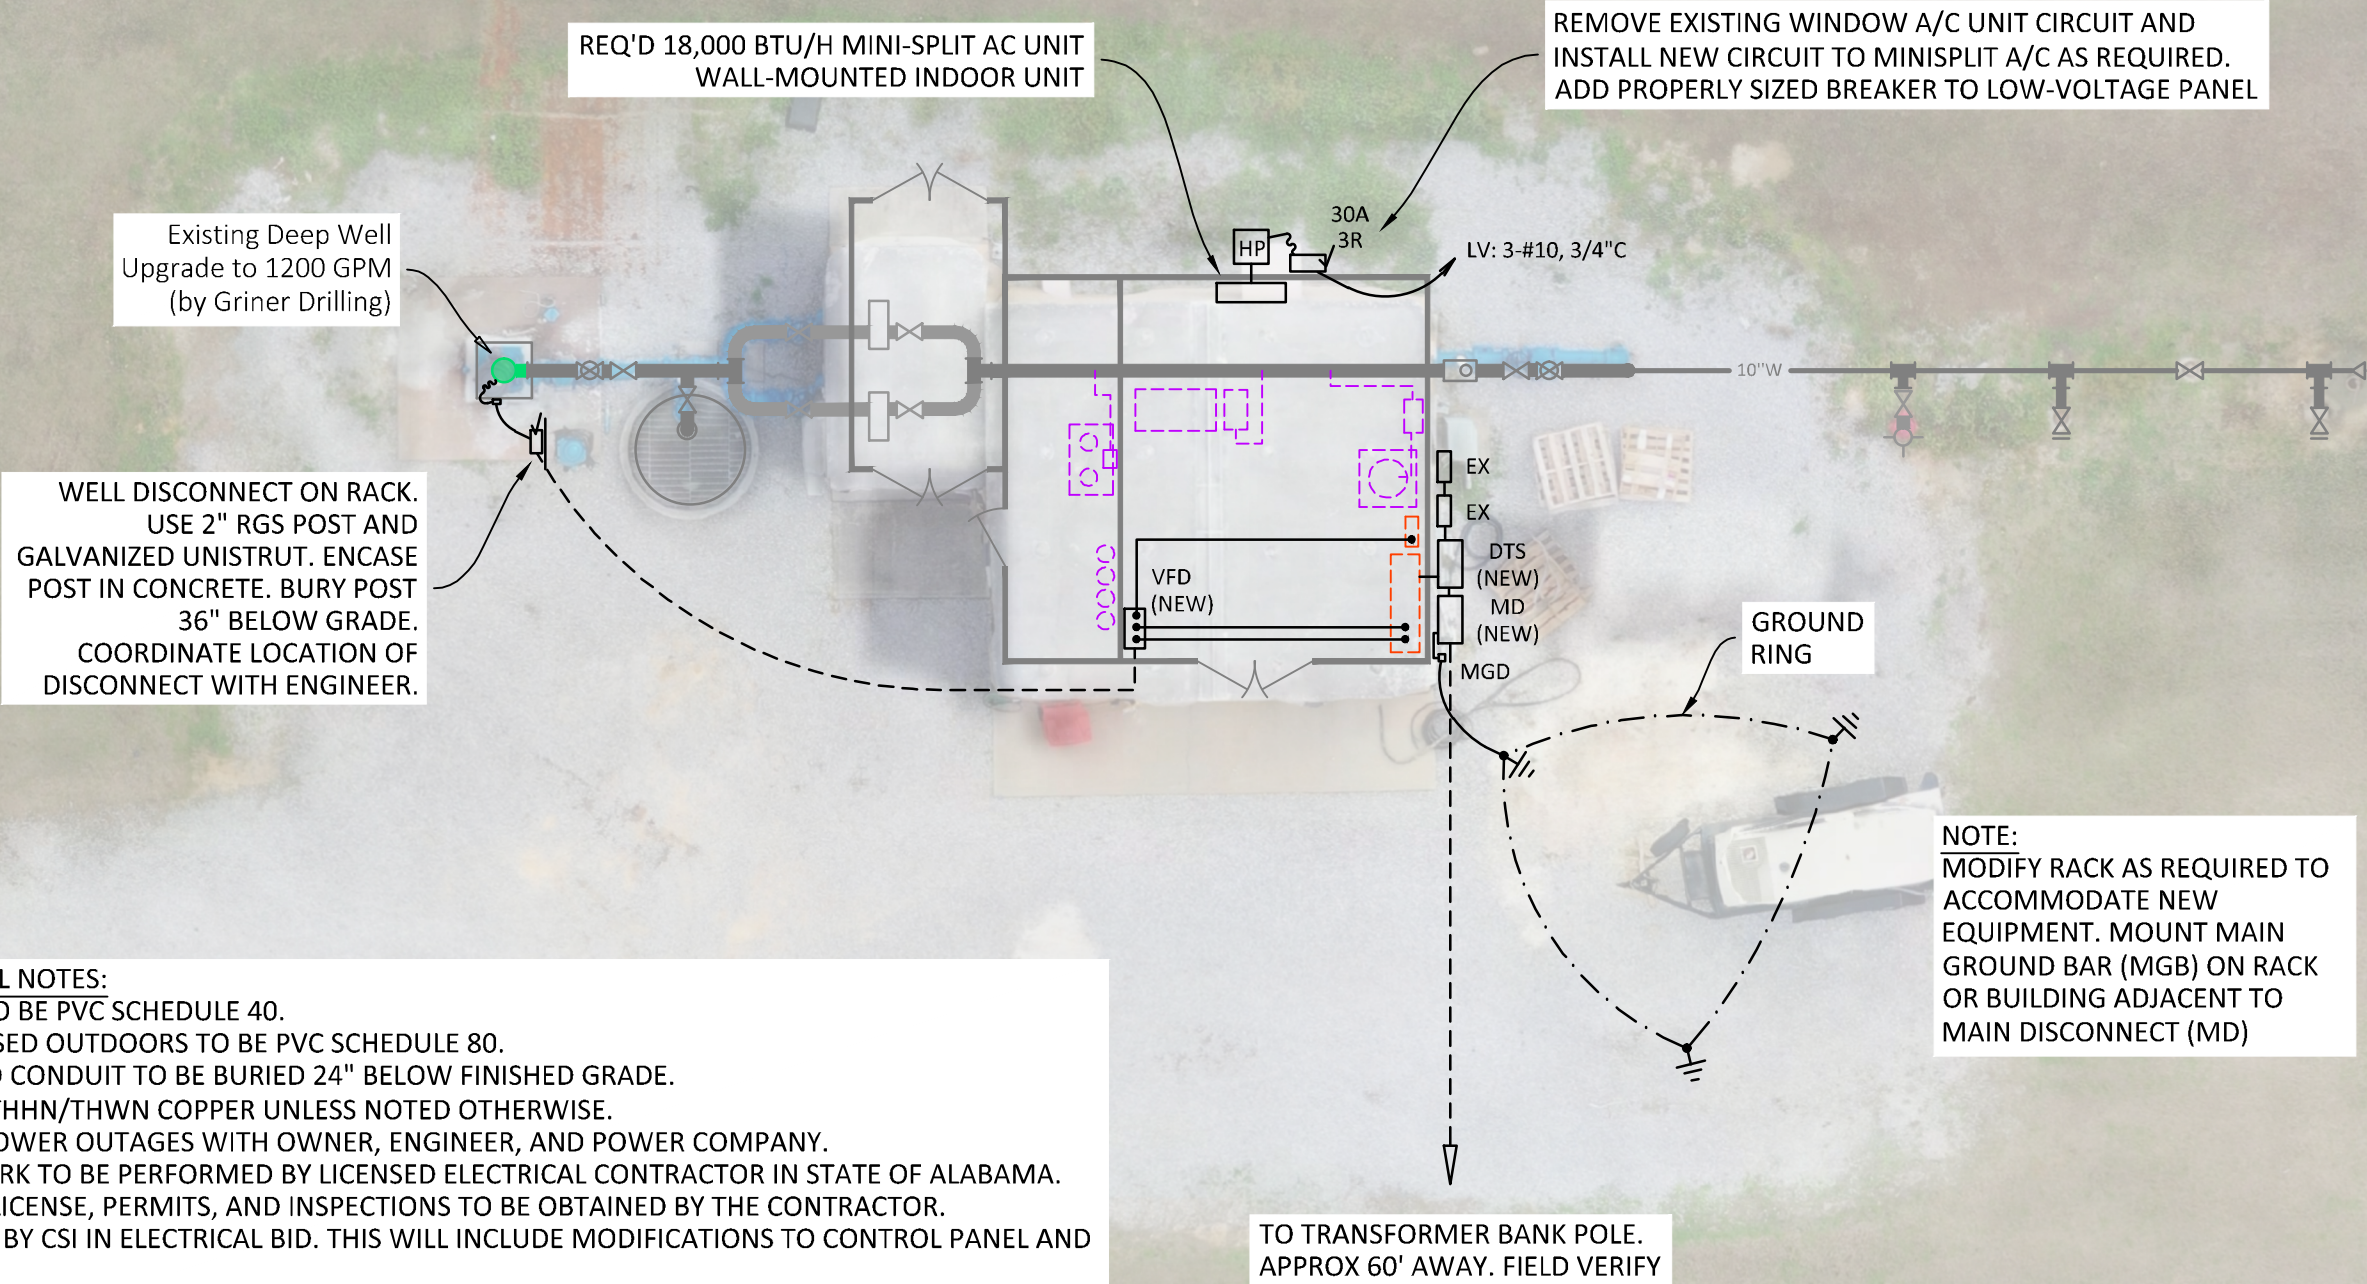 REQ'D 18,000 BTU/H MINI-SPLIT AC UNIT
WALL-MOUNTED INDOOR UNIT
REMOVE EXISTING WINDOW A/C UNIT CIRCUIT AND
INSTALL NEW CIRCUIT TO MINISPLIT A/C AS REQUIRED.
ADD PROPERLY SIZED BREAKER TO LOW-VOLTAGE PANEL
Existing Deep Well
Upgrade to 1200 GPM
(by Griner Drilling)
HP
30A
3R
LV: 3-#10, 3/4"C
10"W
WELL DISCONNECT ON RACK.
USE 2" RGS POST AND
GALVANIZED UNISTRUT. ENCASE
POST IN CONCRETE. BURY POST
36" BELOW GRADE.
COORDINATE LOCATION OF
DISCONNECT WITH ENGINEER.
EX
EX
DTS
(NEW)
MD
(NEW)
MGD
VFD
(NEW)
GROUND
RING
NOTE:
MODIFY RACK AS REQUIRED TO
ACCOMMODATE NEW
EQUIPMENT. MOUNT MAIN
GROUND BAR (MGB) ON RACK
OR BUILDING ADJACENT TO
MAIN DISCONNECT (MD)
L NOTES:
O BE PVC SCHEDULE 40.
SED OUTDOORS TO BE PVC SCHEDULE 80.
D CONDUIT TO BE BURIED 24" BELOW FINISHED GRADE.
THHN/THWN COPPER UNLESS NOTED OTHERWISE.
OWER OUTAGES WITH OWNER, ENGINEER, AND POWER COMPANY.
RK TO BE PERFORMED BY LICENSED ELECTRICAL CONTRACTOR IN STATE OF ALABAMA.
LICENSE, PERMITS, AND INSPECTIONS TO BE OBTAINED BY THE CONTRACTOR.
BY CSI IN ELECTRICAL BID. THIS WILL INCLUDE MODIFICATIONS TO CONTROL PANEL AND
TO TRANSFORMER BANK POLE.
APPROX 60' AWAY. FIELD VERIFY